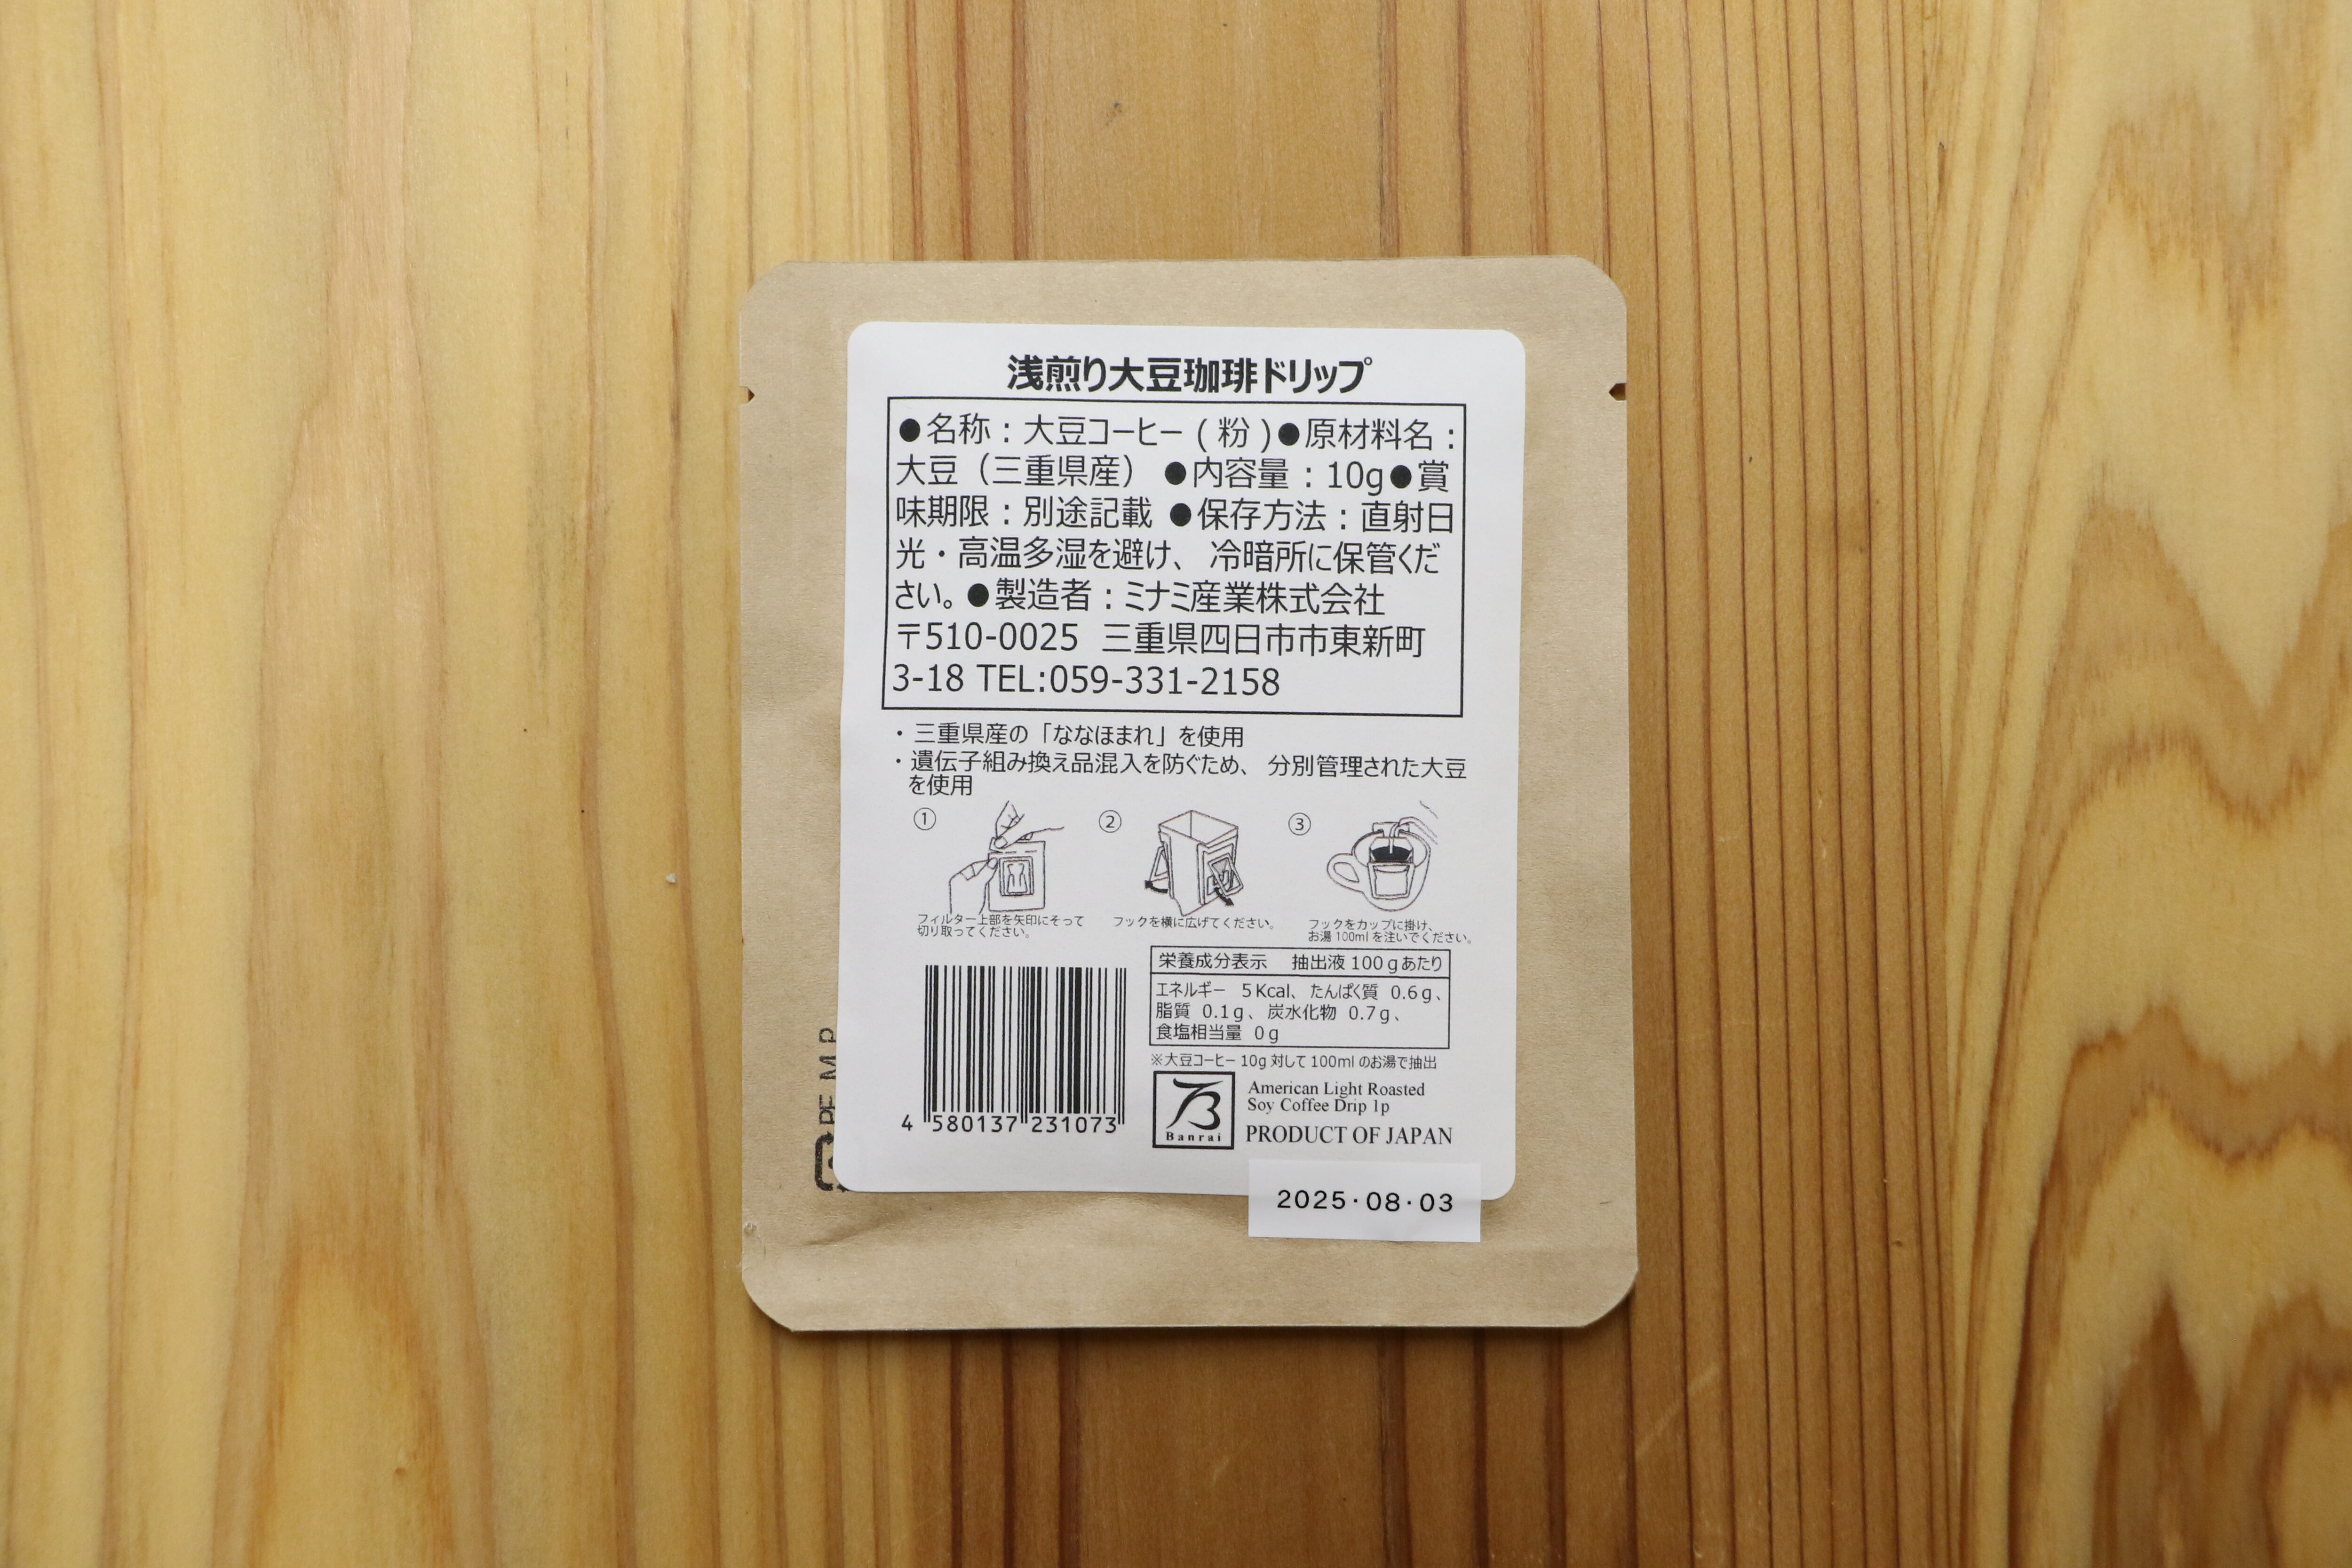 浅煎り大豆珈琲ドリップ
●名称：大豆コーヒー ( 粉 )●原材料名：
大豆（三重県産） ●内容量：10g●賞
味期限：別途記載 ●保存方法：直射日
光・高温多湿を避け、 冷暗所に保管くだ
さい。●製造者：ミナミ産業株式会社
〒510-0025 三重県四日市市東新町
3-18 TEL:059-331-2158
・三重県産の「ななほまれ」を使用
・遺伝子組み換え品混入を防ぐため、 分別管理された大豆
を使用
① ② ③
フィルター上部を矢印にそって
切り取ってください。
フックを横に広げてください。
フックをカップに掛け、
お湯 100ml を注いでください。
栄養成分表示 抽出液 100gあたり
エネルギー 5Kcal、たんぱく質 0.6g、
脂質 0.1g、炭水化物 0.7g、
食塩相当量 0g
※大豆コーヒー 10g 対して 100ml のお湯で抽出
4 580137 231073
Banrai
American Light Roasted
Soy Coffee Drip 1p
PRODUCT OF JAPAN
2025·08·03